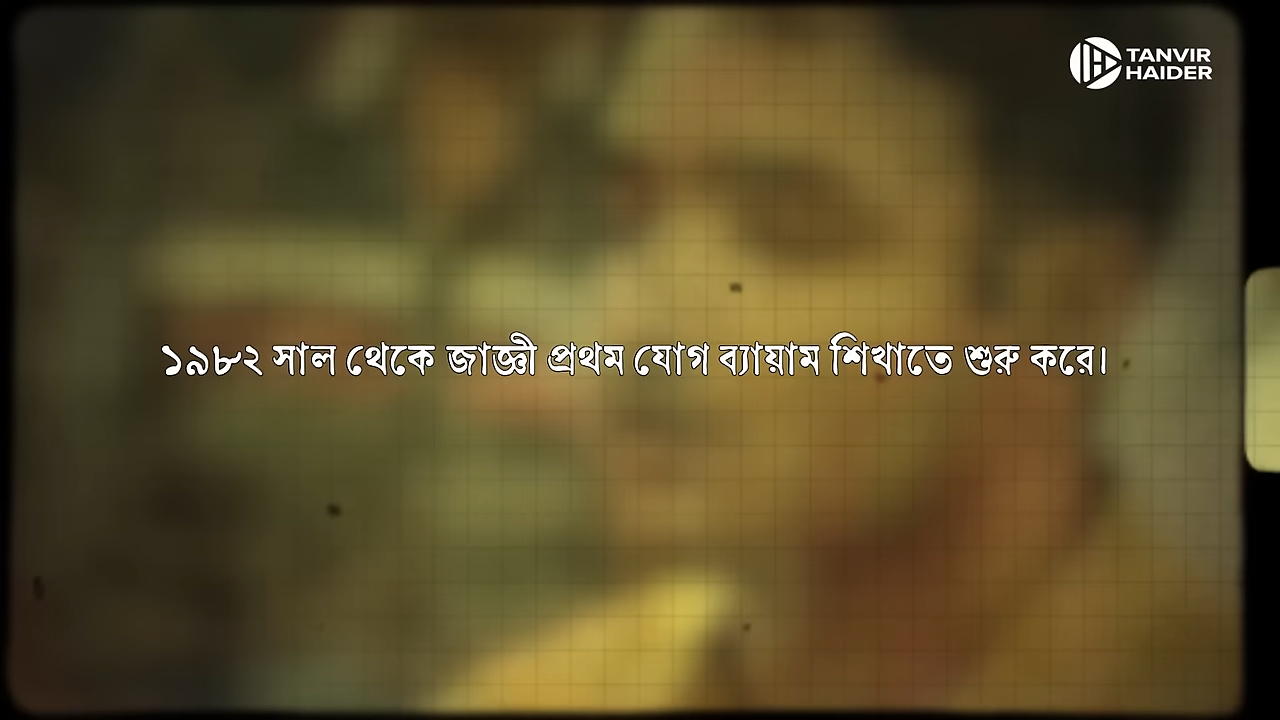 TANVIR
HAIDER
১৯৮২ সাল থেকে জাজ্ঞী প্রথম যোগ ব্যায়াম শিখাতে শুরু করে।